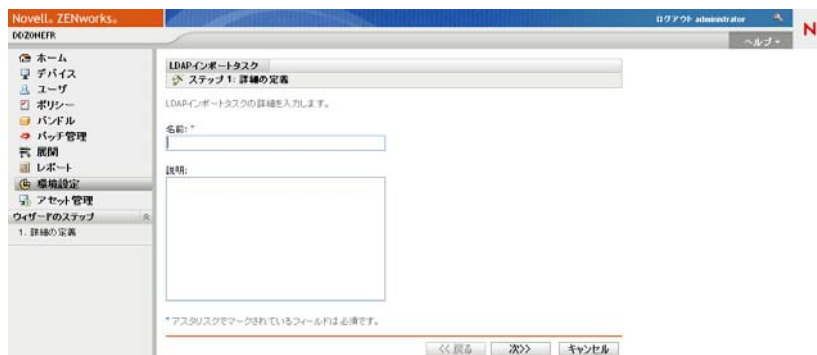 Novell® ZENworks®
ログアウト administrator
DOZOMEFR
ヘルプ
N
ホーム
デバイス
ユーザ
ポリシー
バンドル
パッチ管理
展開
レポート
環境設定
アセット管理
ウィザードのステップ
1. 詳細の定義
LDAPインポートタスク
ステップ 1: 詳細の定義
LDAPインポートタスクの詳細を入力します。
名前: *
説明:
* アスタリスクでマークされているフィールドは必須です。
<< 戻る 次>> キャンセル